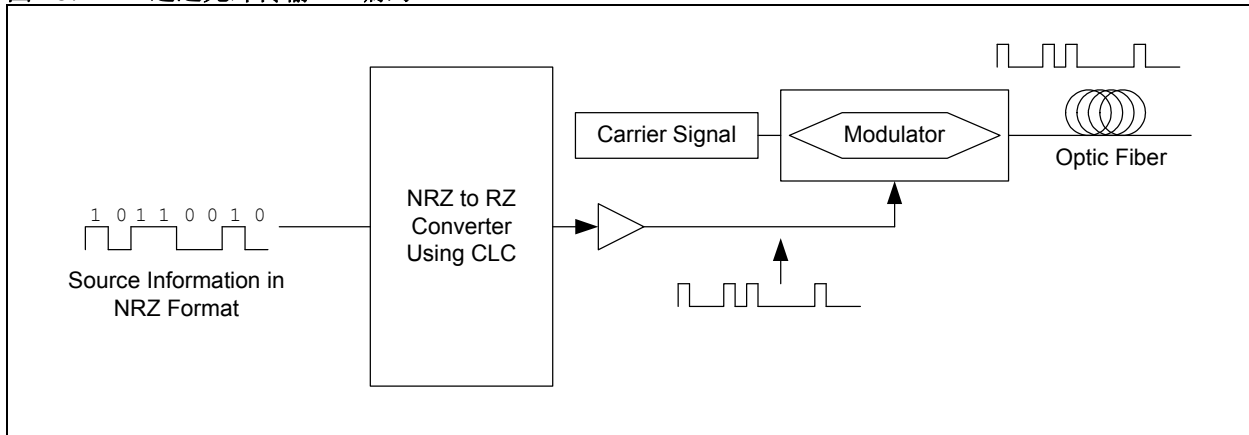 1 0 1 1 0 0 1 0
Source Information in
NRZ Format
NRZ to RZ
Converter
Using CLC
Carrier Signal
Modulator
Optic Fiber